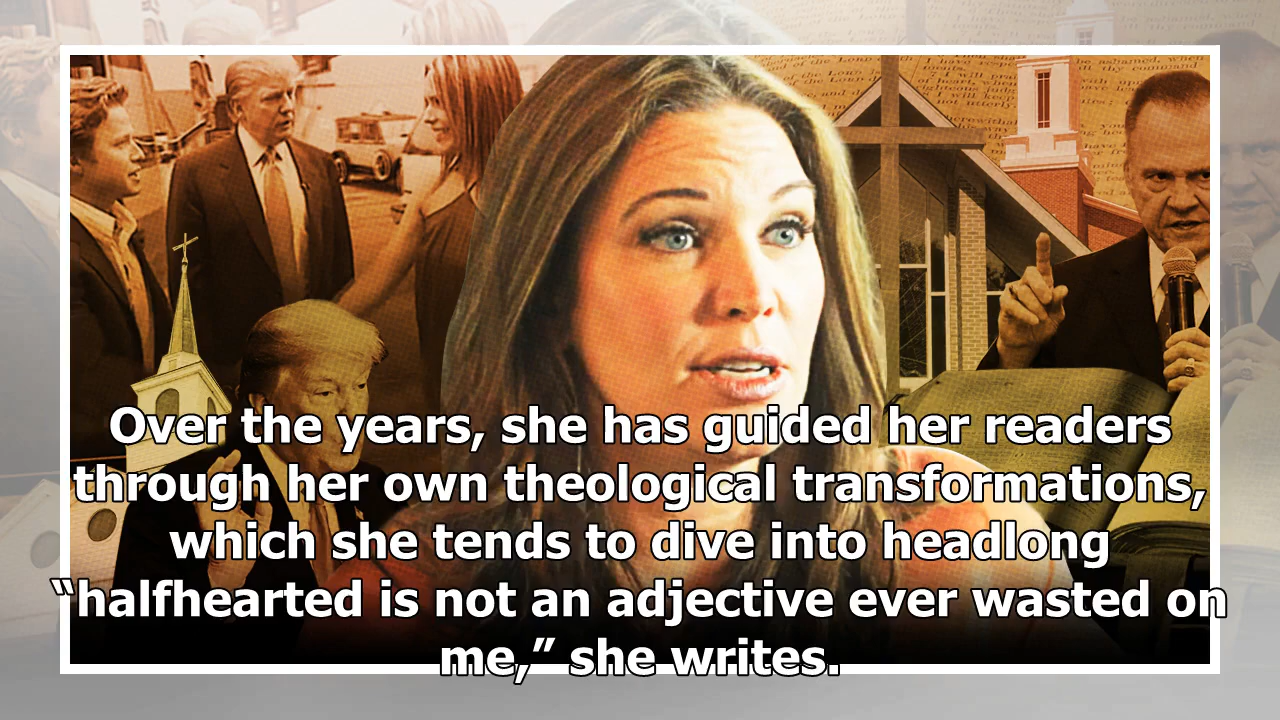 Over the years, she has guided her readers
through her own theological transformations,
which she tends to dive into headlong
“halfhearted is not an adjective ever wasted on
me,” she writes.